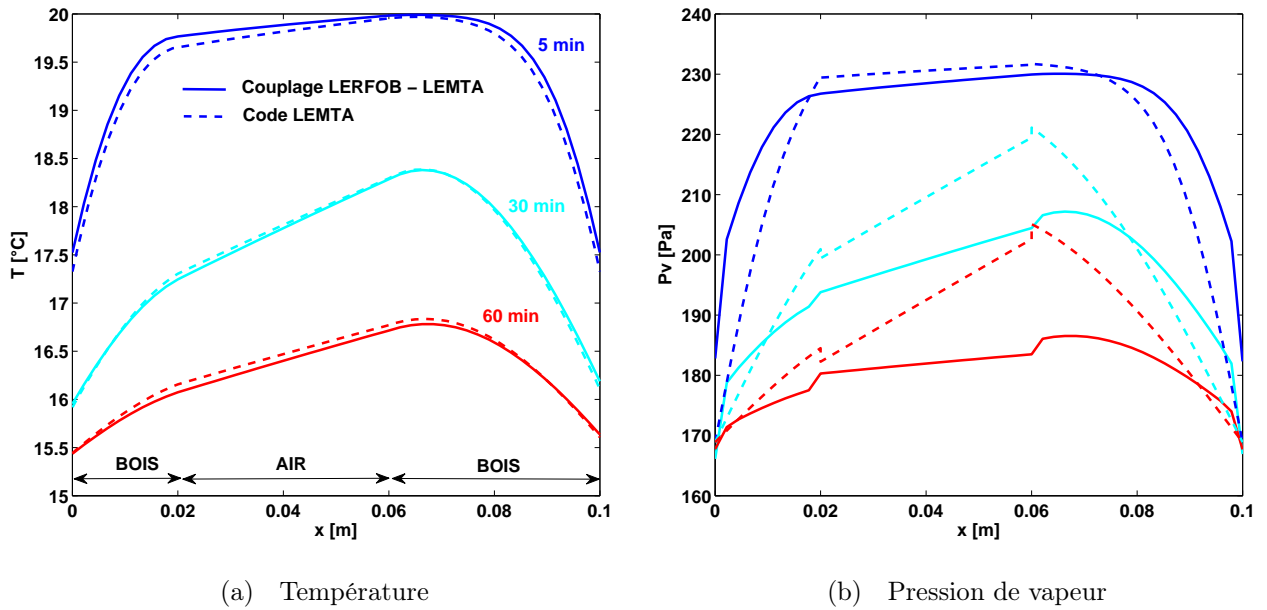 20
19.5
19
18.5
18
17.5
17
16.5
16
15.5
15
T [°C]
0
0.02
0.04
0.06
0.08
0.1
x [m]
5 min
Couplage LERFOB – LEMTA
Code LEMTA
30 min
60 min
BOIS
AIR
BOIS
(a) Température
240
230
220
210
200
190
180
170
160
Pv [Pa]
0
0.02
0.04
0.06
0.08
0.1
x [m]
(b) Pression de vapeur